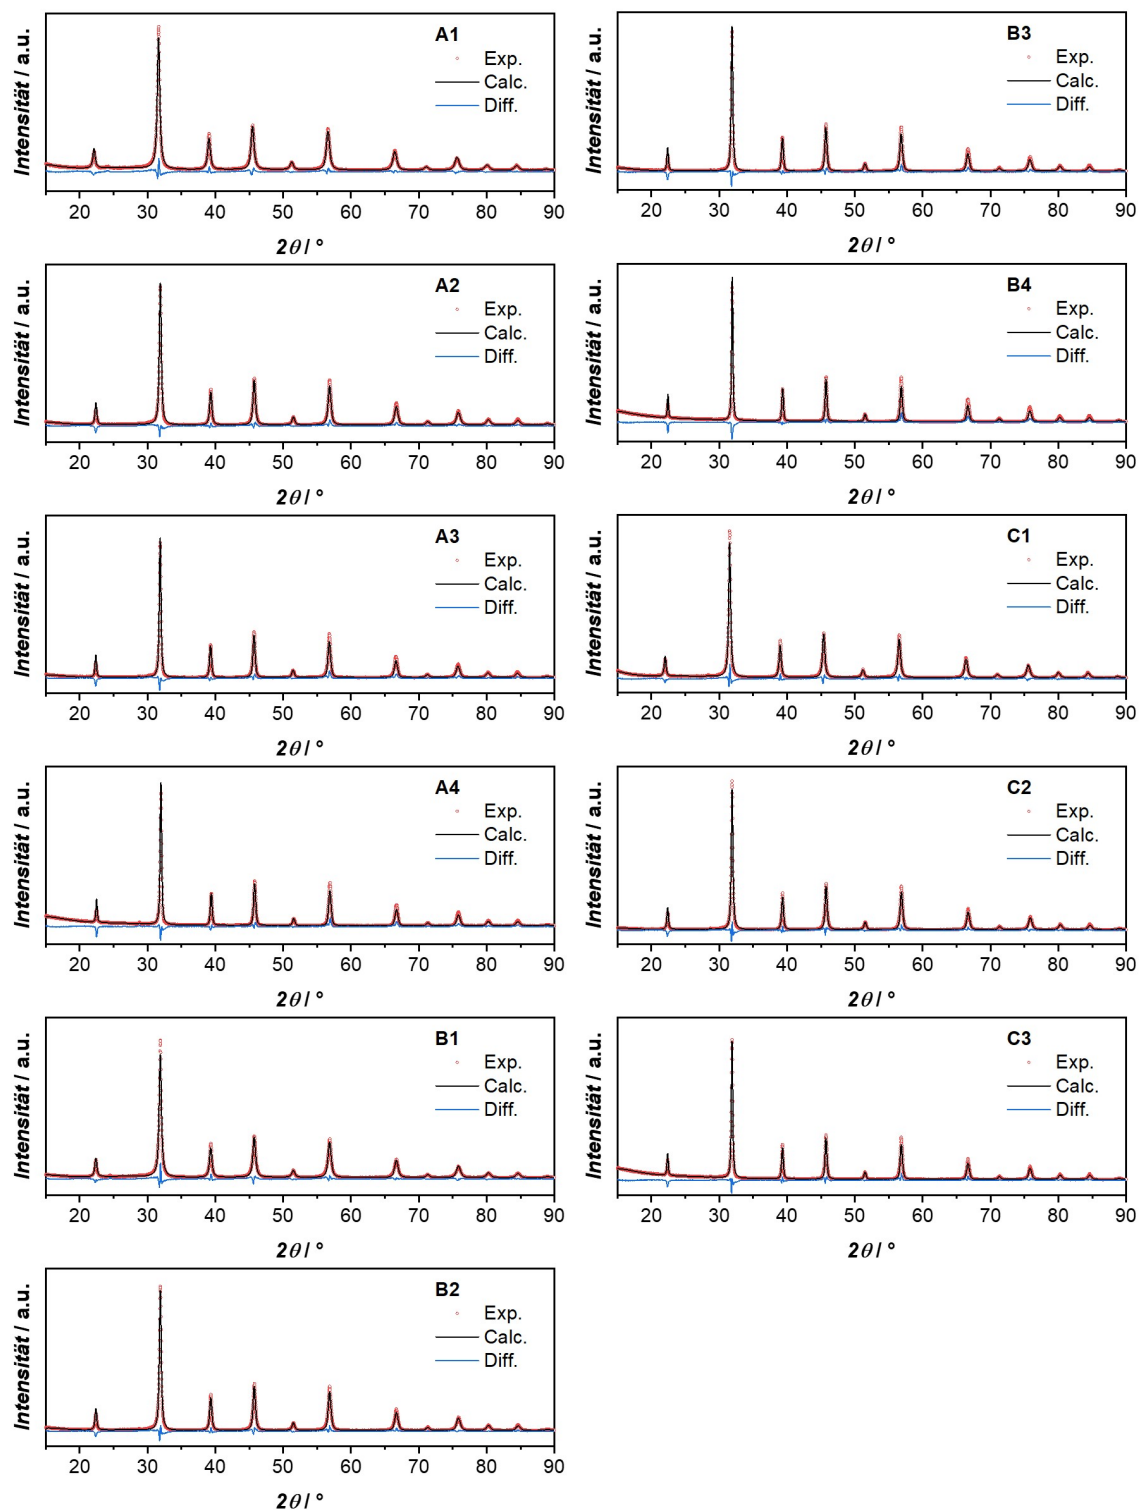 A1
Exp.
Calc.
Diff.
Intensität / a.u.
20 30 40 50 60 70 80 90
2θ / °
A2
Exp.
Calc.
Diff.
Intensität / a.u.
20 30 40 50 60 70 80 90
2θ / °
A3
Exp.
Calc.
Diff.
Intensität / a.u.
20 30 40 50 60 70 80 90
2θ / °
A4
Exp.
Calc.
Diff.
Intensität / a.u.
20 30 40 50 60 70 80 90
2θ / °
B1
Exp.
Calc.
Diff.
Intensität / a.u.
20 30 40 50 60 70 80 90
2θ / °
B2
Exp.
Calc.
Diff.
Intensität / a.u.
20 30 40 50 60 70 80 90
2θ / °
B3
Exp.
Calc.
Diff.
Intensität / a.u.
20 30 40 50 60 70 80 90
2θ / °
B4
Exp.
Calc.
Diff.
Intensität / a.u.
20 30 40 50 60 70 80 90
2θ / °
C1
Exp.
Calc.
Diff.
Intensität / a.u.
20 30 40 50 60 70 80 90
2θ / °
C2
Exp.
Calc.
Diff.
Intensität / a.u.
20 30 40 50 60 70 80 90
2θ / °
C3
Exp.
Calc.
Diff.
Intensität / a.u.
20 30 40 50 60 70 80 90
2θ / °